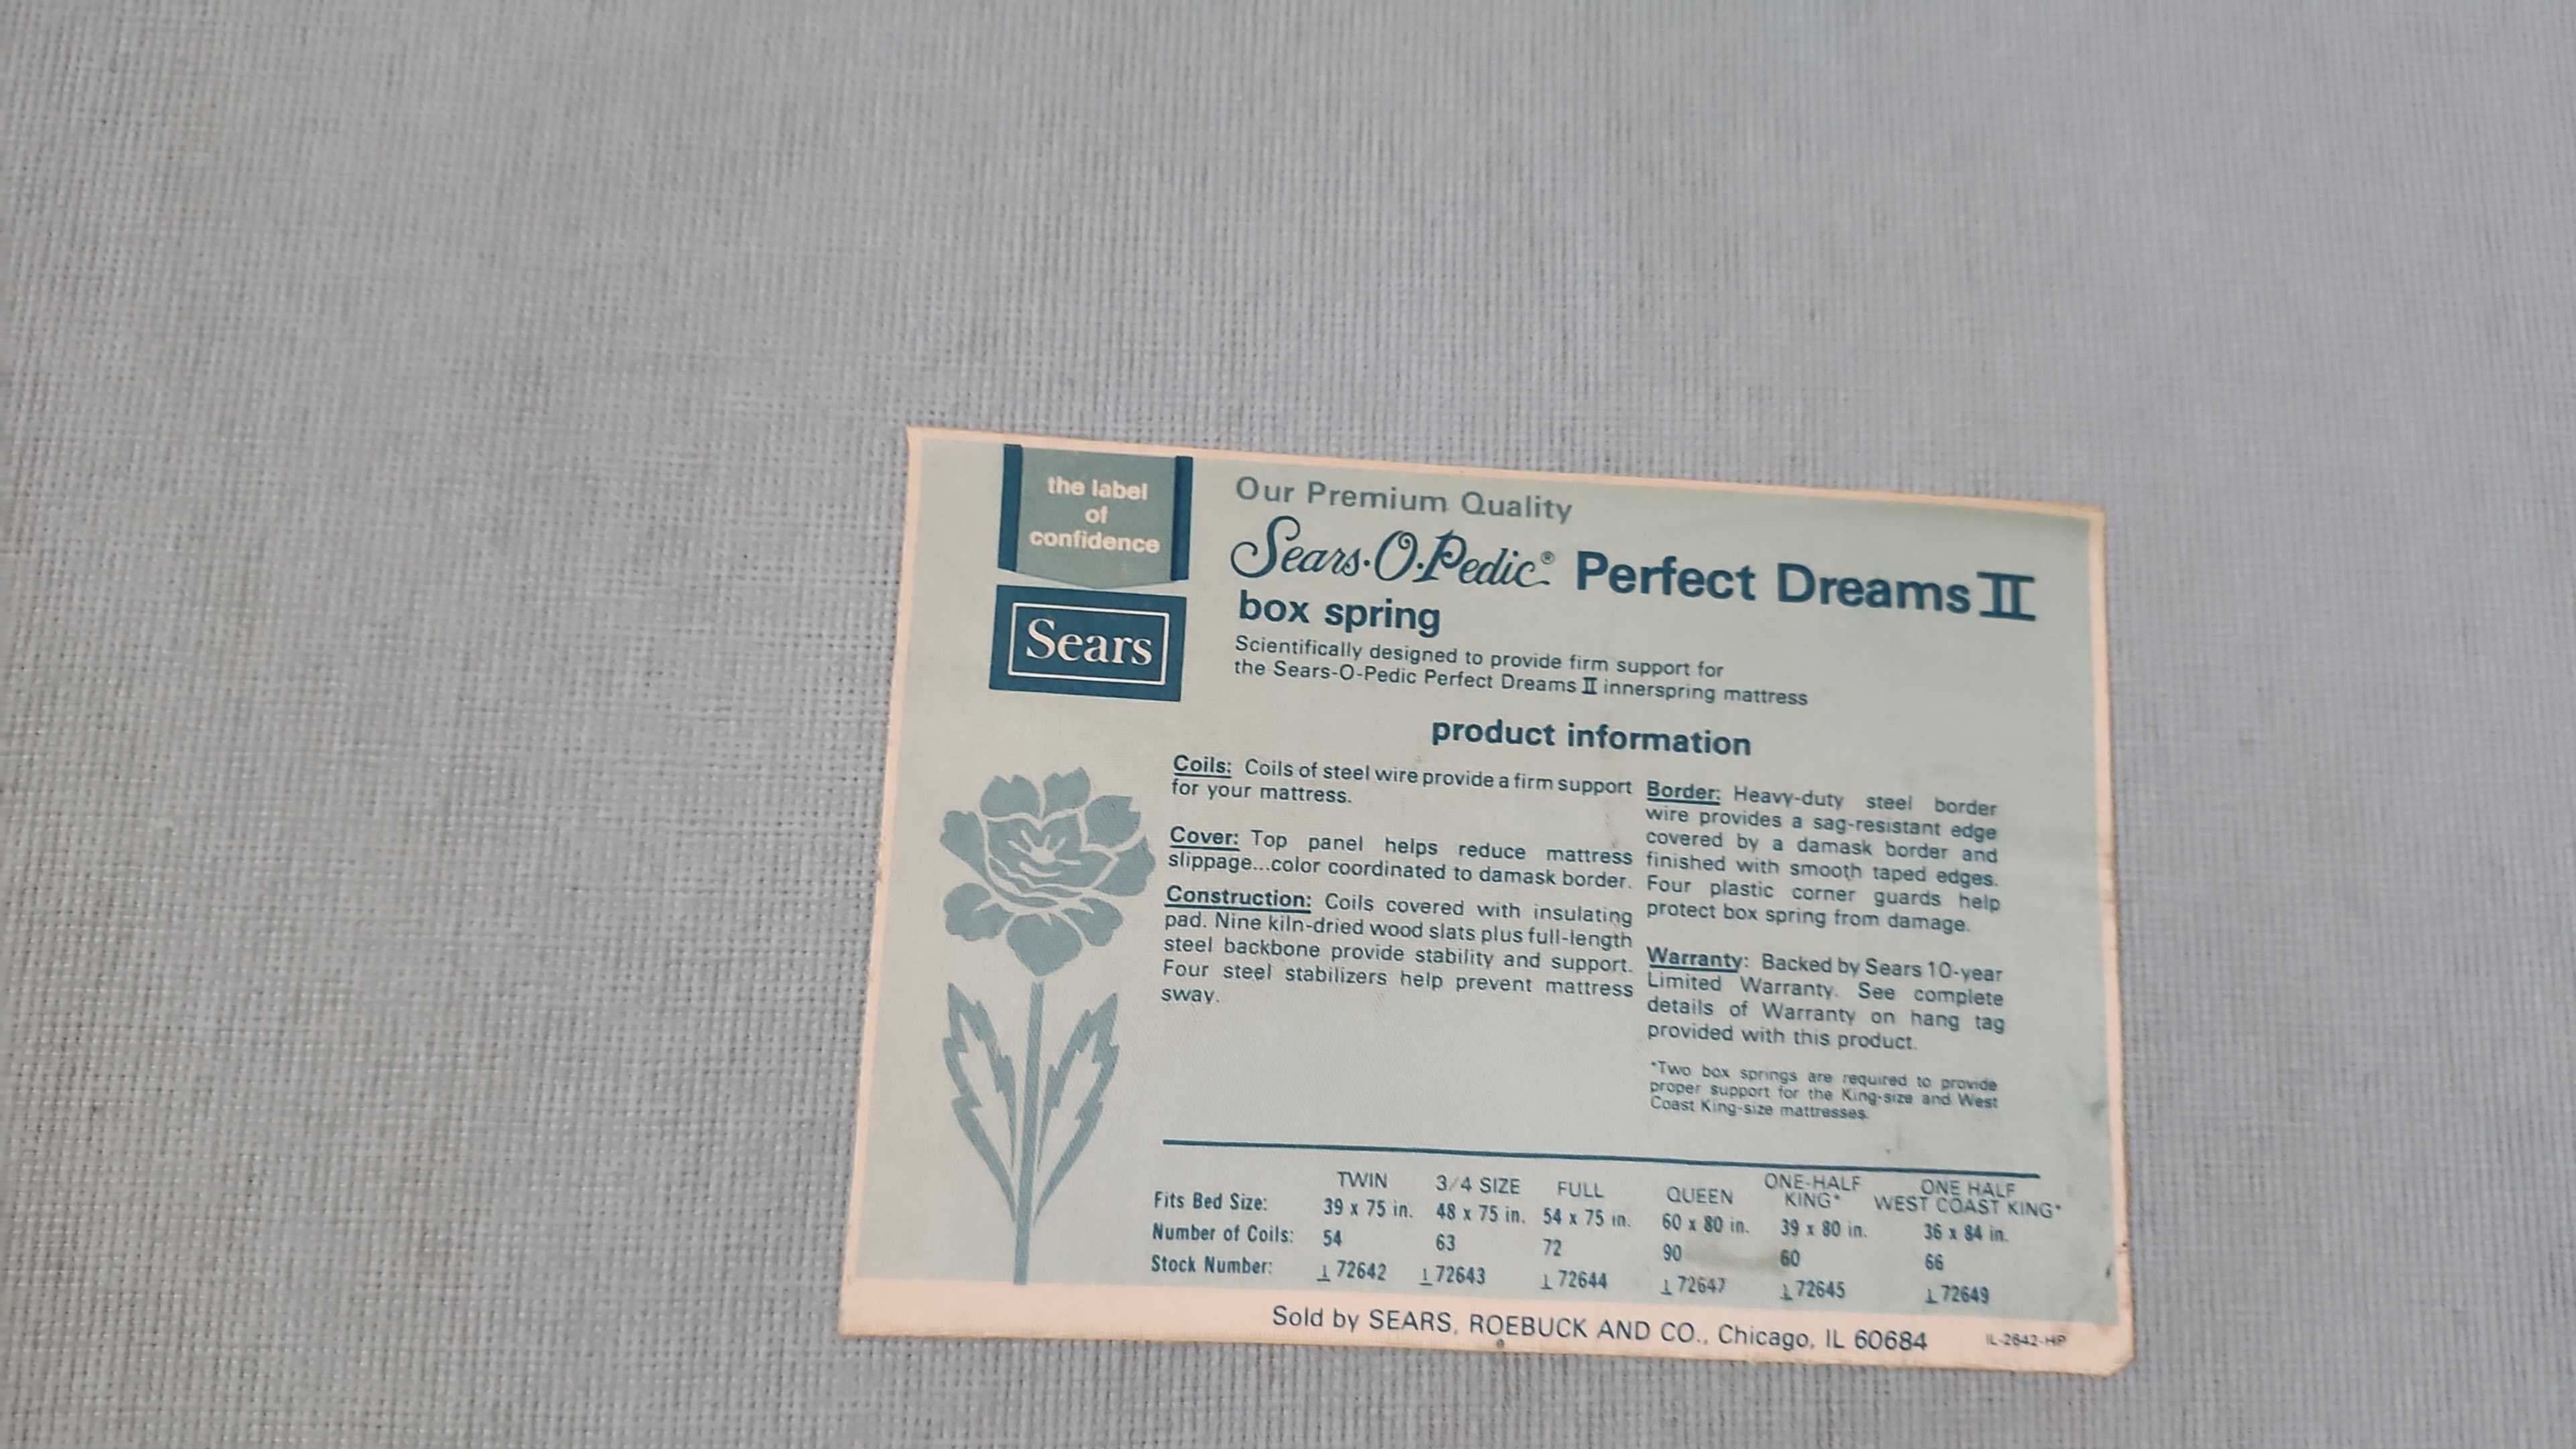 the label
of
confidence
Sears
Our Premium Quality
Sears·O·Pedic® Perfect Dreams II
box spring
Scientifically designed to provide firm support for
the Sears-O-Pedic Perfect Dreams II innerspring mattress
product information
Coils: Coils of steel wire provide a firm support
for your mattress.
Cover: Top panel helps reduce mattress
slippage...color coordinated to damask border.
Construction: Coils covered with insulating
pad. Nine kiln-dried wood slats plus full-length
steel backbone provide stability and support.
Four steel stabilizers help prevent mattress
sway.
Border: Heavy-duty steel border
wire provides a sag-resistant edge
covered by a damask border and
finished with smooth taped edges.
Four plastic corner guards help
protect box spring from damage.
Warranty: Backed by Sears 10-year
Limited Warranty. See complete
details of Warranty on hang tag
provided with this product.
*Two box springs are required to provide
proper support for the King-size and West
Coast King-size mattresses.
TWIN 3/4 SIZE FULL QUEEN ONE-HALF KING* ONE HALF WEST COAST KING*
Fits Bed Size: 39 x 75 in. 48 x 75 in. 54 x 75 in. 60 x 80 in. 39 x 80 in. 36 x 84 in.
Number of Coils: 54 63 72 90 60 66
Stock Number: 1 72642 1 72643 1 72644 1 72647 1 72645 1 72649
Sold by SEARS, ROEBUCK AND CO., Chicago, IL 60684
IL-2642-HP